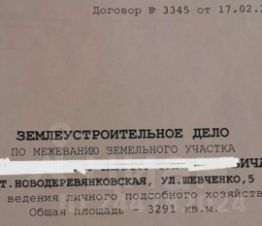 Договор № 3345 от 17.02.
ЗЕМЛЕУСТРОИТЕЛЬНОЕ ДЕЛО
ПО МЕЖЕВАНИЮ ЗЕМЕЛЬНОГО УЧАСТКА
ВИЧА
Т.НОВОДЕРЕВЯНКОВСКАЯ, УЛ.ШЕВЧЕНКО,5
ведения личного подсобного хозяйств
Общая площадь 3291 кв.м.